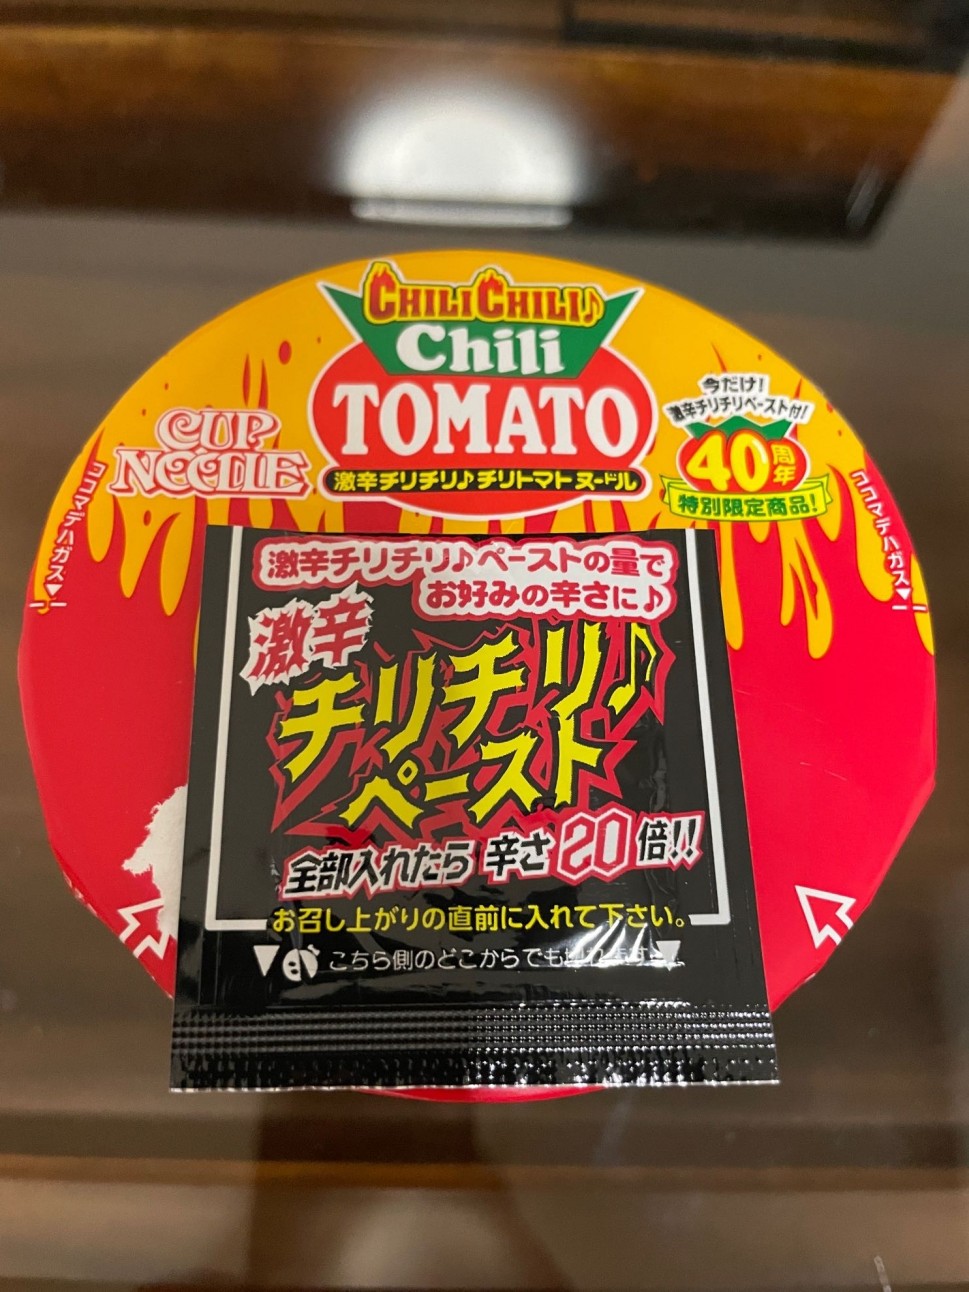 CHILICHILI♪
Chili
TOMATO
激辛チリチリ♪チリトマトヌードル
CUP
NOODLE
今だけ!
激辛チリチリペースト付!
40周年
特別限定商品!
ココマデハガス▼
ココマデハガス▼
激辛チリチリ♪ペーストの量で
お好みの辛さに♪
激辛
チリチリ♪
ペースト
全部入れたら 辛さ20倍!!
お召し上がりの直前に入れて下さい。
こちら側のどこからでも切れます